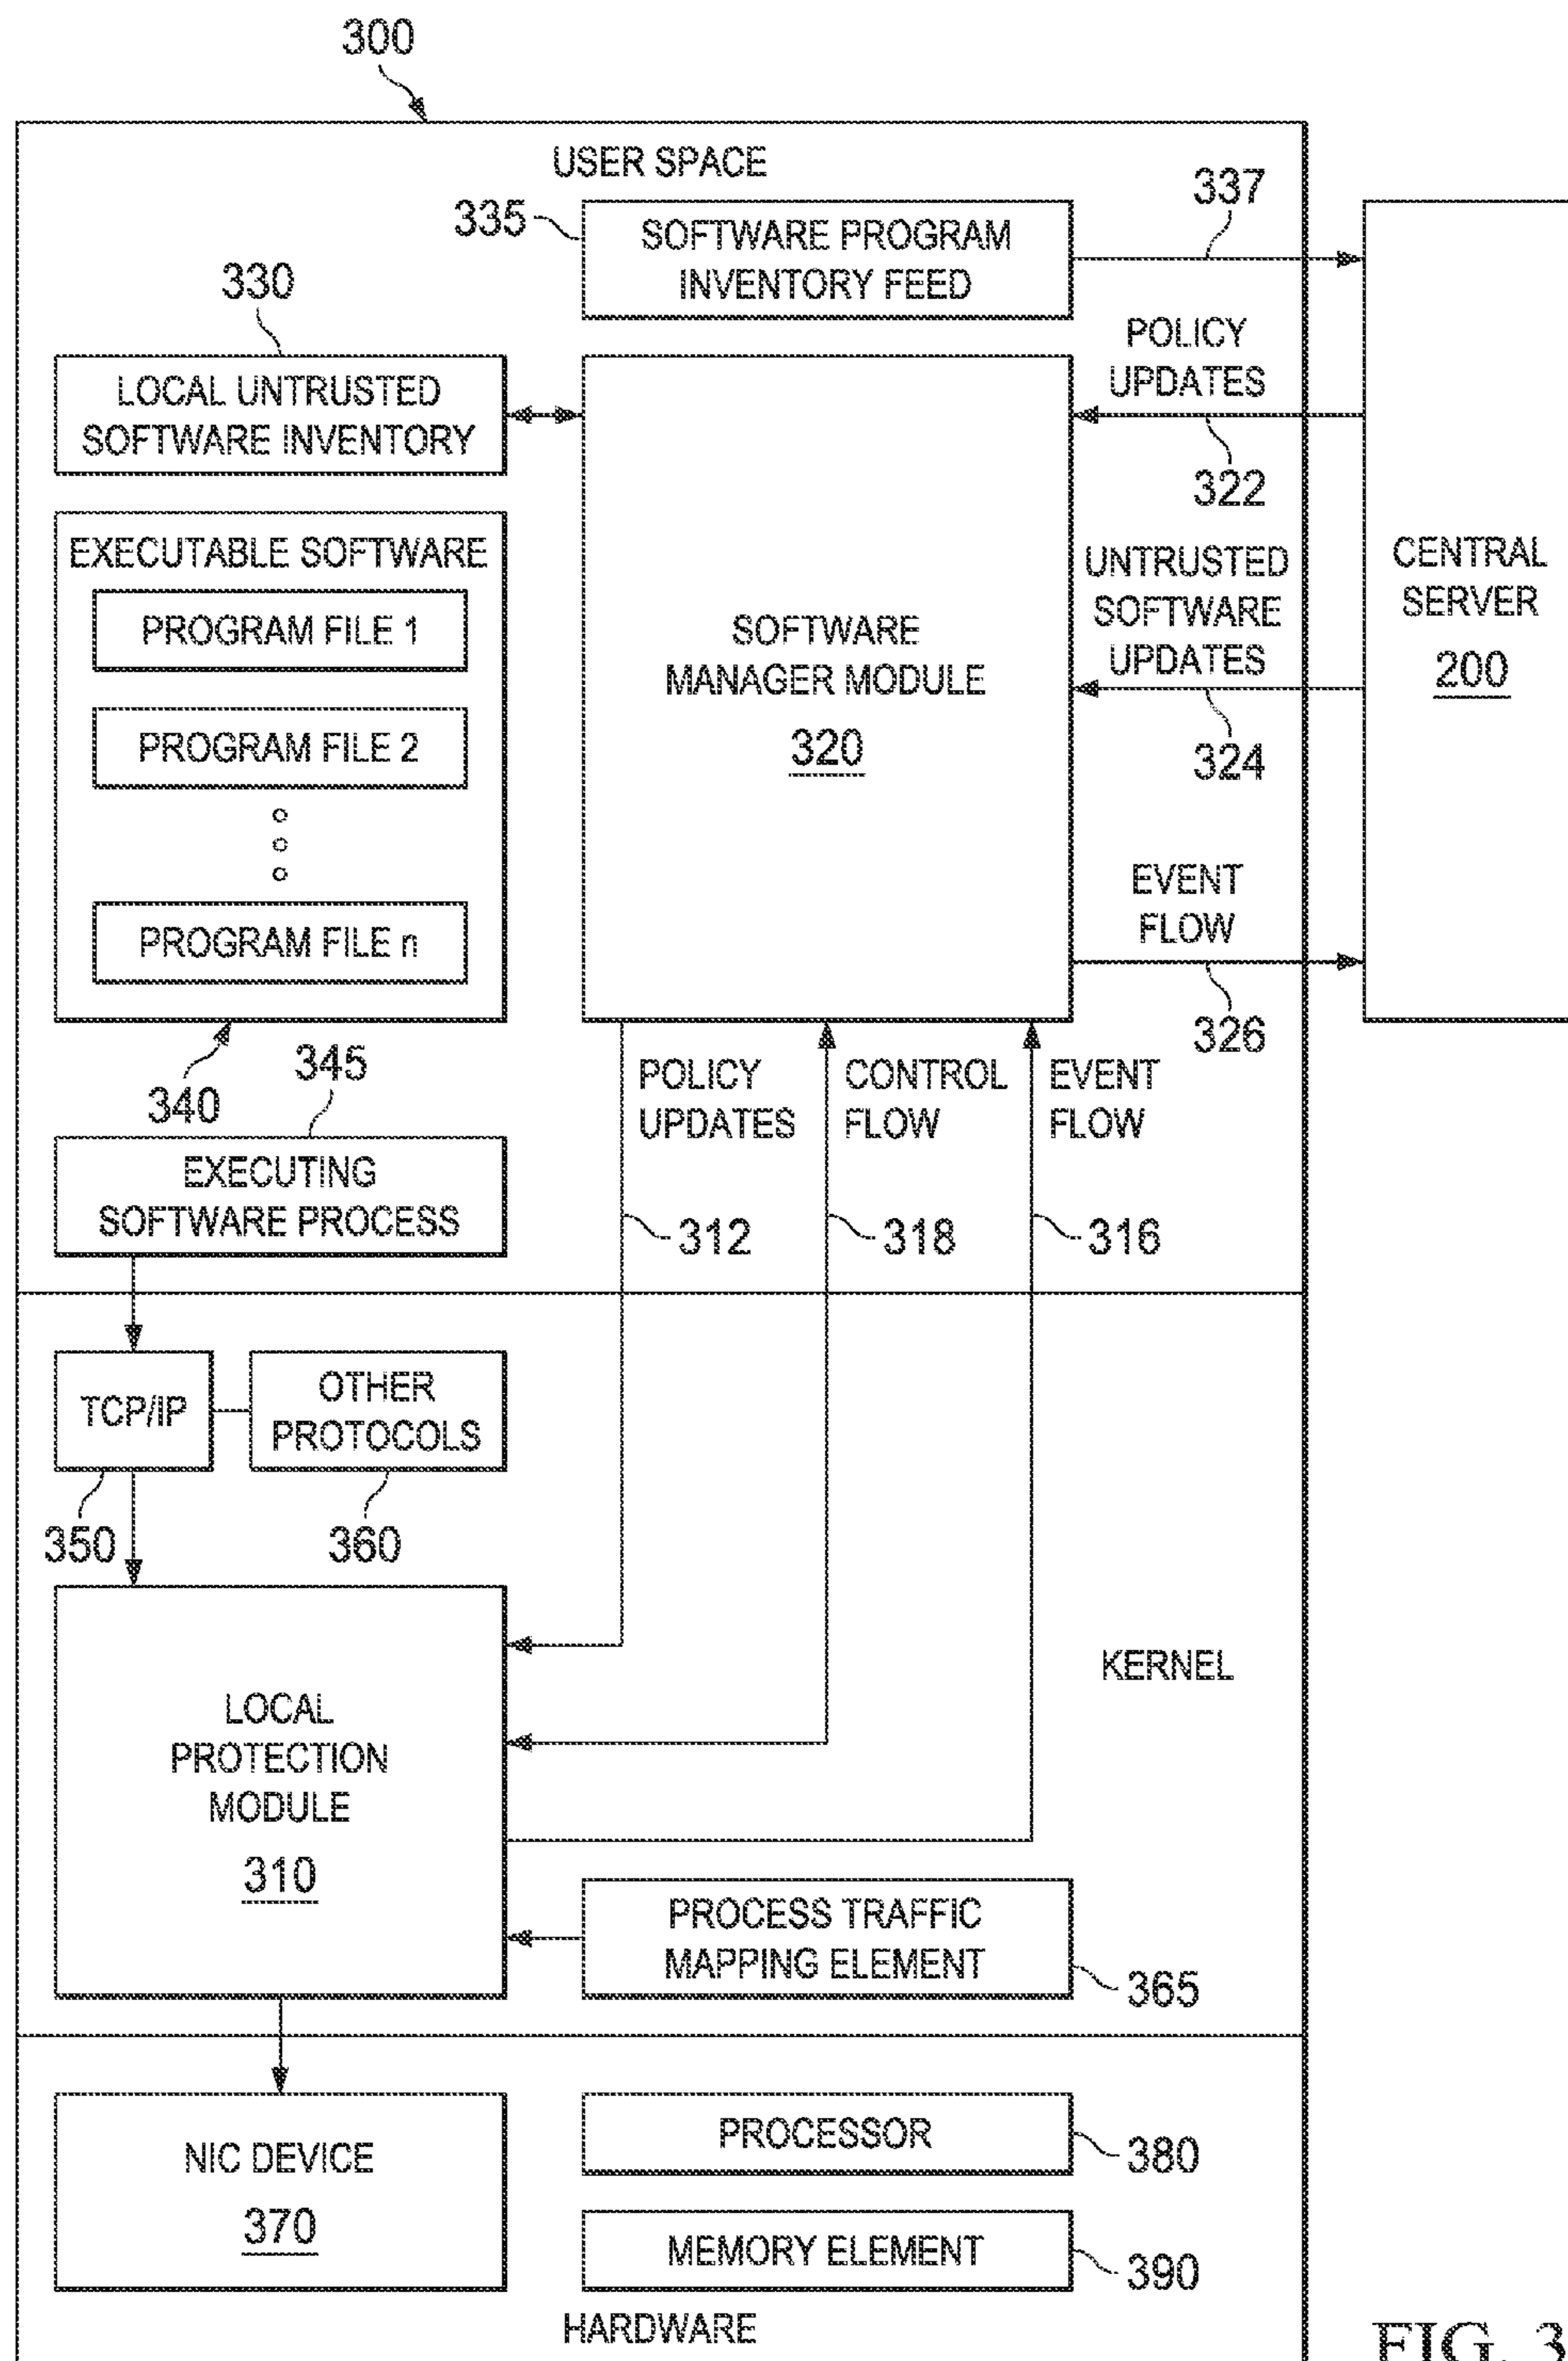 300
USER SPACE
335
SOFTWARE PROGRAM
INVENTORY FEED
337
330
LOCAL UNTRUSTED
SOFTWARE INVENTORY
POLICY
UPDATES
322
EXECUTABLE SOFTWARE
PROGRAM FILE 1
PROGRAM FILE 2
PROGRAM FILE n
340
SOFTWARE
MANAGER MODULE
320
UNTRUSTED
SOFTWARE
UPDATES
324
CENTRAL
SERVER
200
EVENT
FLOW
326
345
EXECUTING
SOFTWARE PROCESS
POLICY
UPDATES
312
CONTROL
FLOW
318
EVENT
FLOW
316
TCP/IP
350
OTHER
PROTOCOLS
360
KERNEL
LOCAL
PROTECTION
MODULE
310
PROCESS TRAFFIC
MAPPING ELEMENT
365
NIC DEVICE
370
PROCESSOR
380
MEMORY ELEMENT
390
HARDWARE
FIG. 3